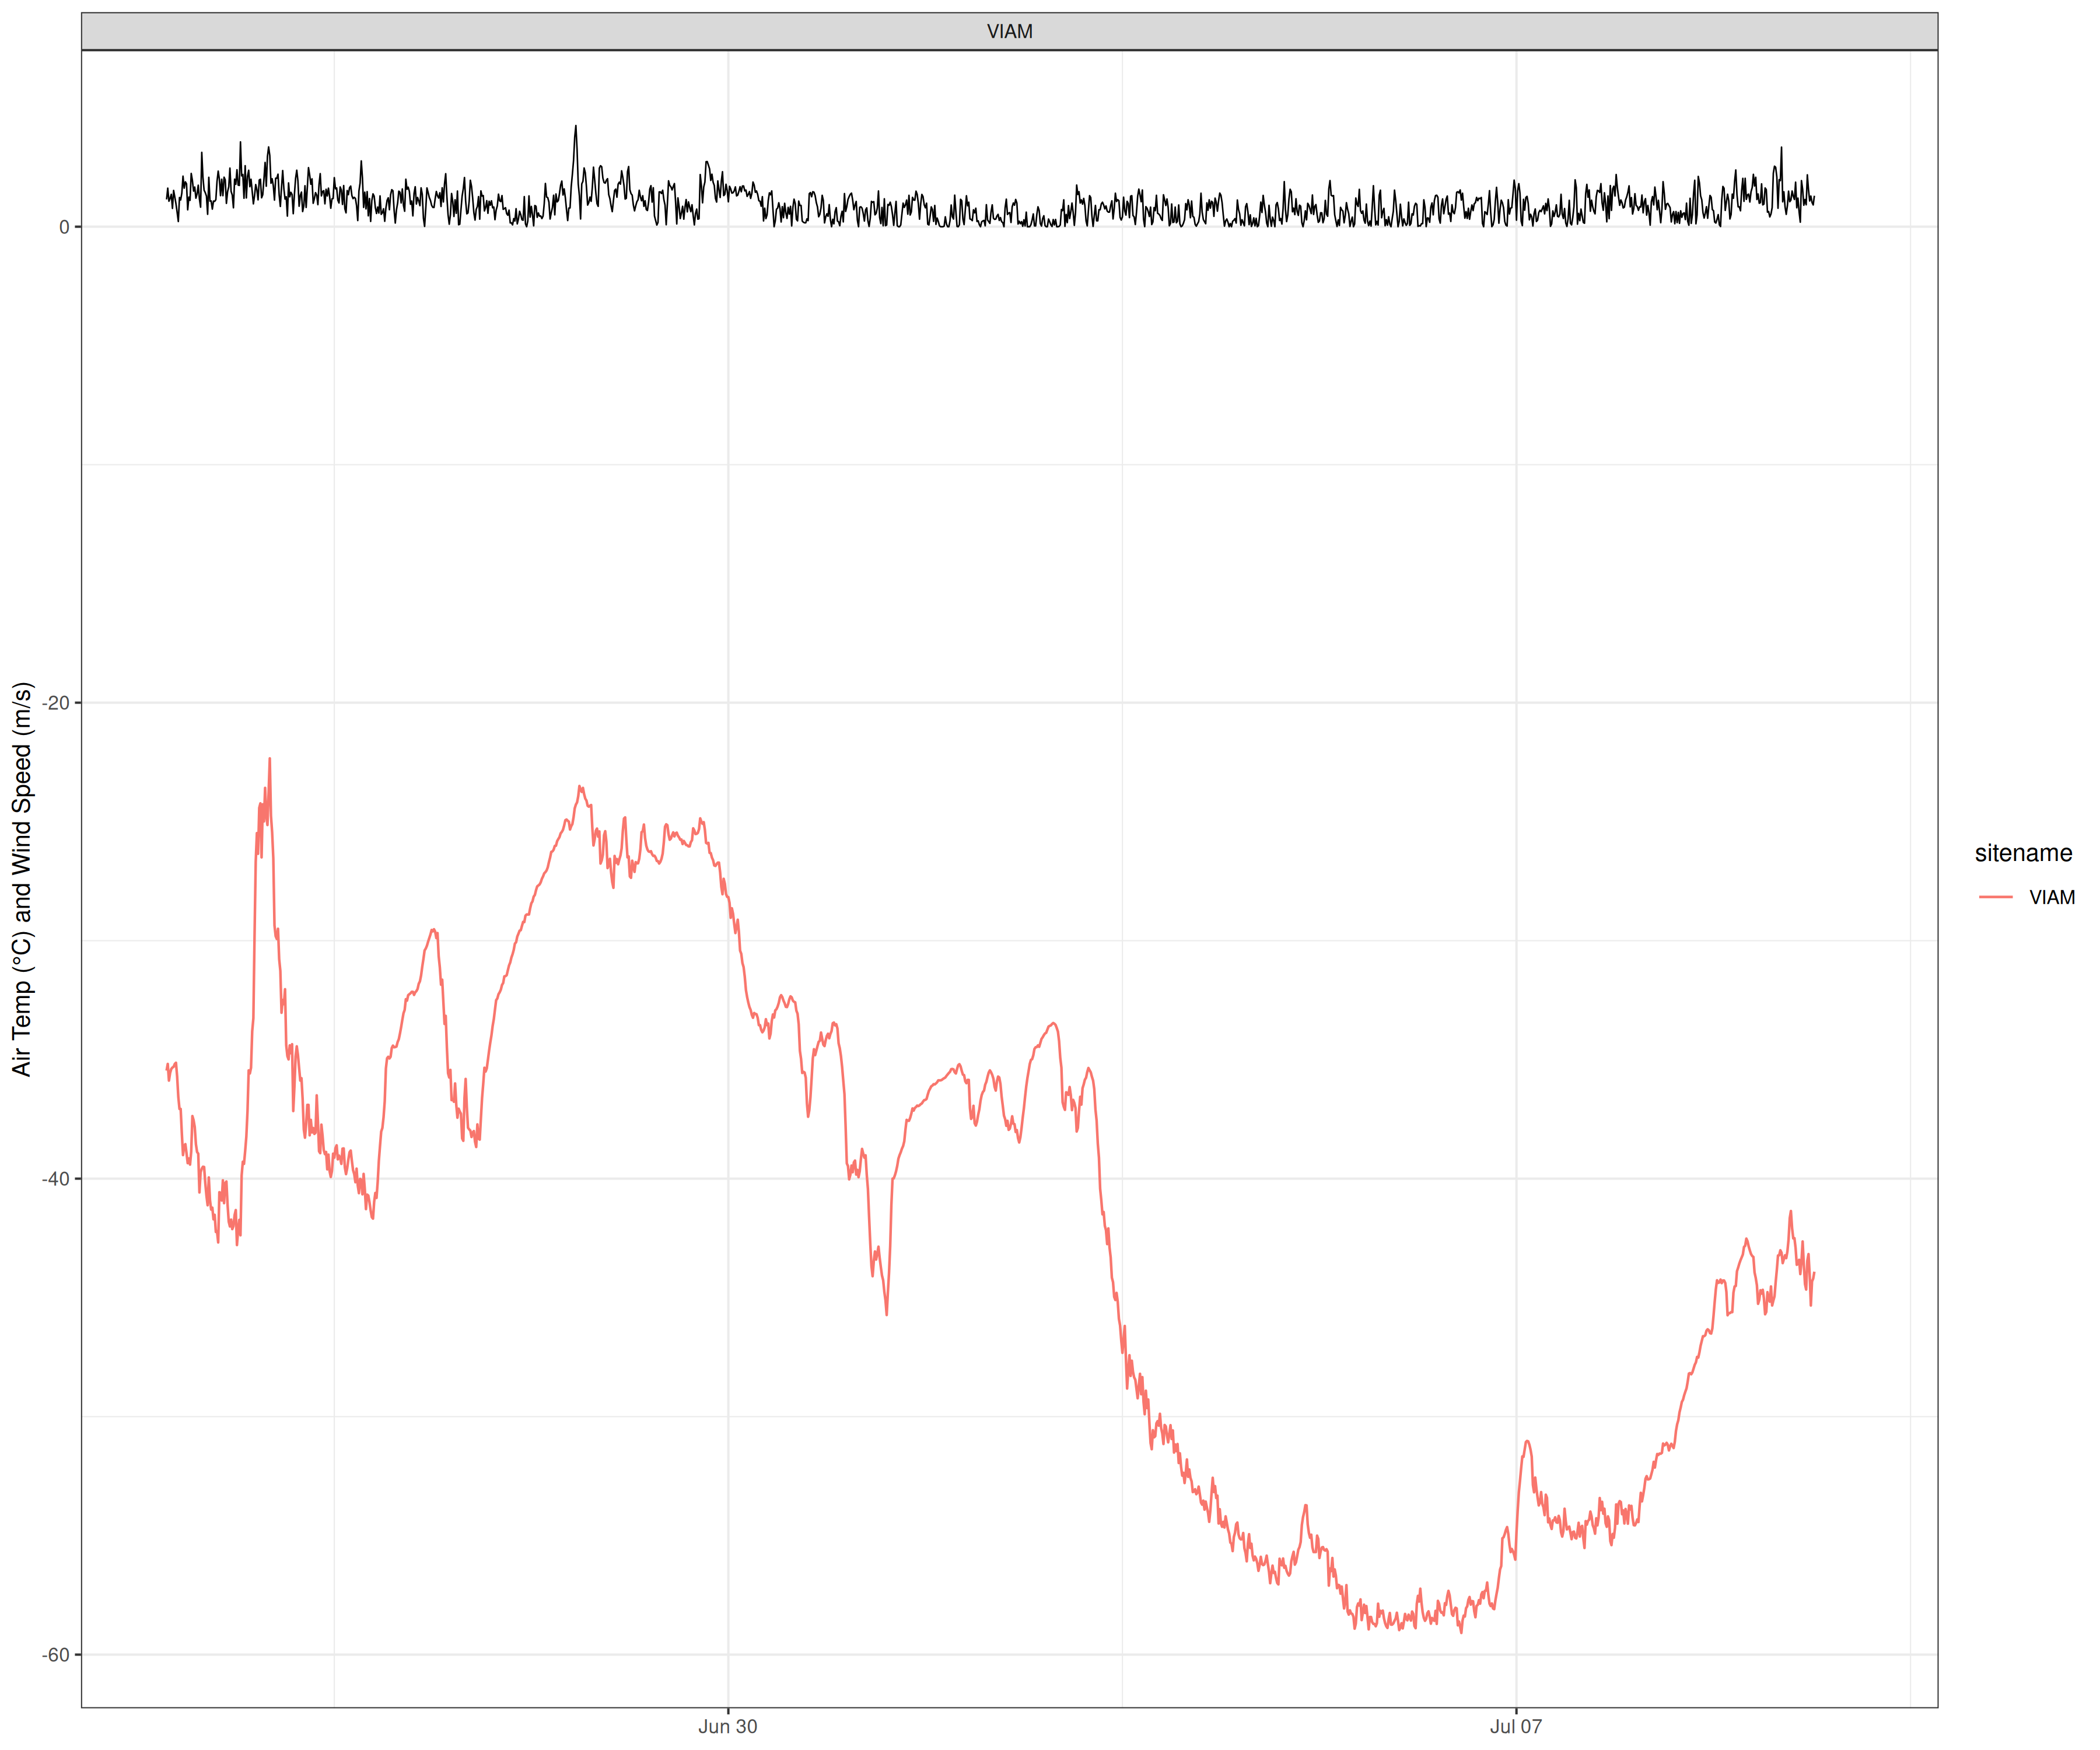 VIAM
Air Temp (°C) and Wind Speed (m/s)
0
-20
-40
-60
Jun 30
Jul 07
sitename
VIAM